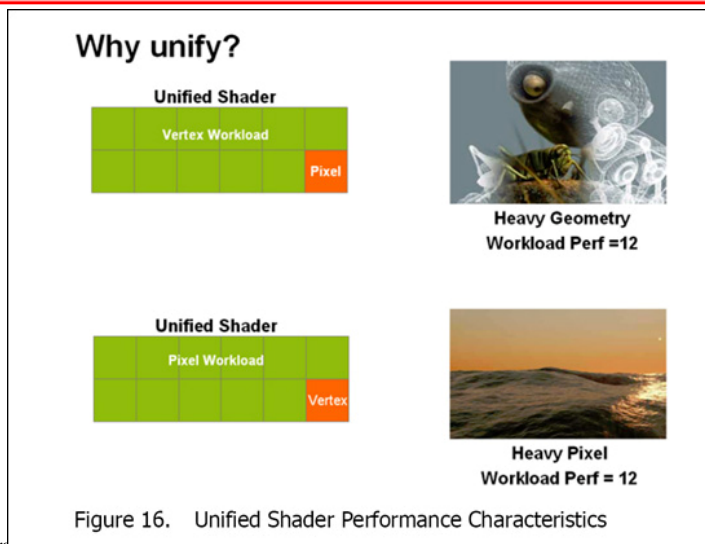 Why unify?
Unified Shader
Vertex Workload
Pixel
Heavy Geometry
Workload Perf =12
Unified Shader
Pixel Workload
Vertex
Heavy Pixel
Workload Perf = 12
Figure 16. Unified Shader Performance Characteristics